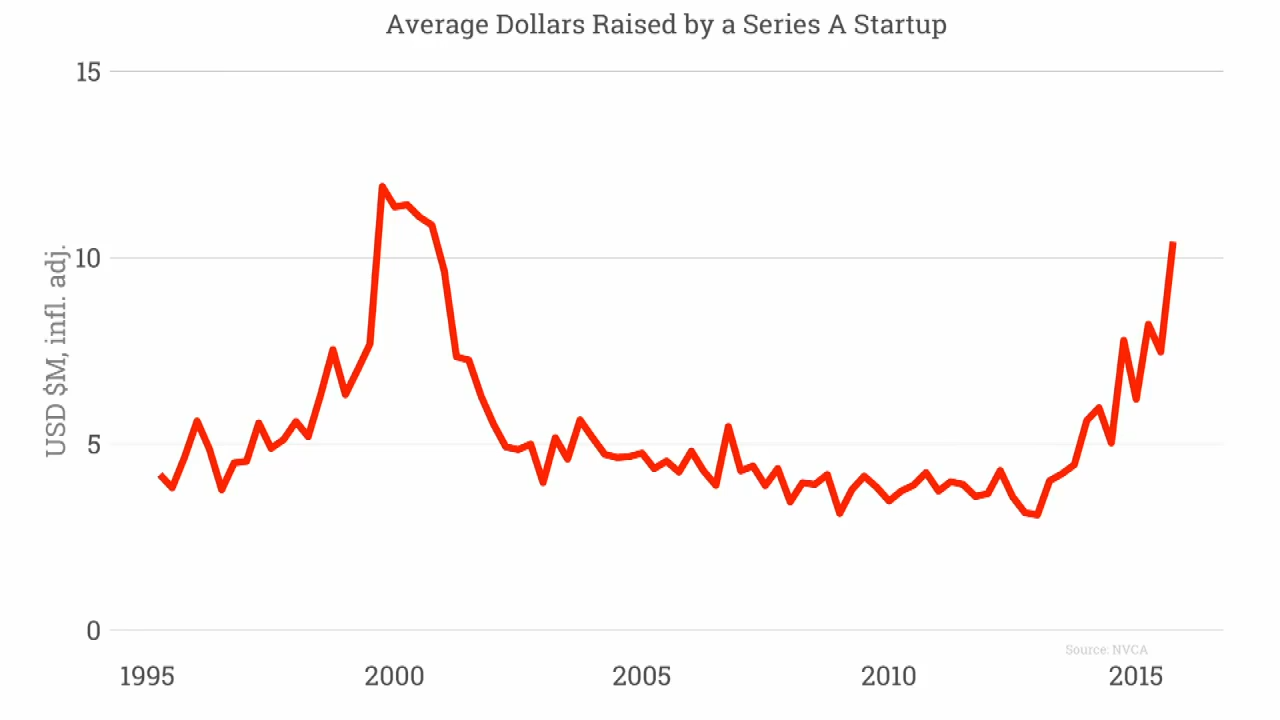 Average Dollars Raised by a Series A Startup
15
10
5
0
USD $M, infl. adj.
Source: NVCA
1995 2000 2005 2010 2015